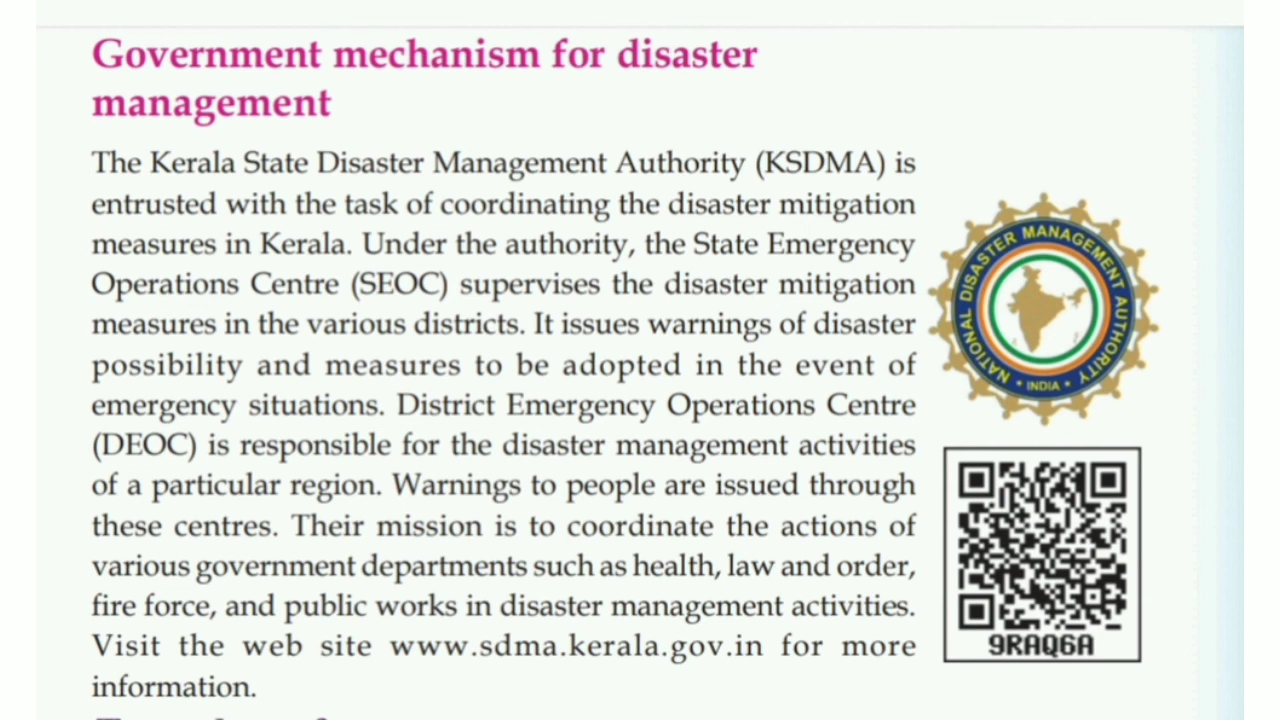 Government mechanism for disaster
management
The Kerala State Disaster Management Authority (KSDMA) is
entrusted with the task of coordinating the disaster mitigation
measures in Kerala. Under the authority, the State Emergency
Operations Centre (SEOC) supervises the disaster mitigation
measures in the various districts. It issues warnings of disaster
possibility and measures to be adopted in the event of
emergency situations. District Emergency Operations Centre
(DEOC) is responsible for the disaster management activities
of a particular region. Warnings to people are issued through
these centres. Their mission is to coordinate the actions of
various government departments such as health, law and order,
fire force, and public works in disaster management activities.
Visit the web site www.sdma.kerala.gov.in for more
information.
NATIONAL DISASTER MANAGEMENT AUTHORITY
* INDIA *
9RAQ6A